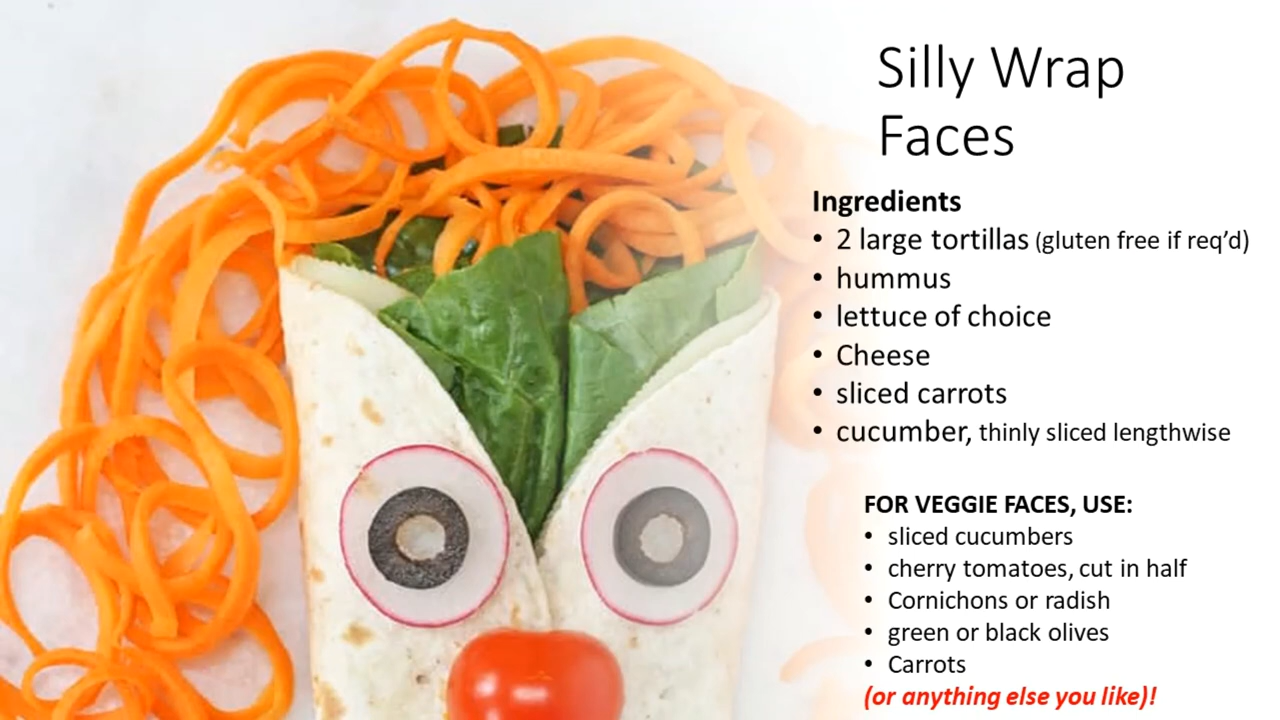 Silly Wrap
Faces
Ingredients
• 2 large tortillas (gluten free if req’d)
• hummus
• lettuce of choice
• Cheese
• sliced carrots
• cucumber, thinly sliced lengthwise
FOR VEGGIE FACES, USE:
• sliced cucumbers
• cherry tomatoes, cut in half
• Cornichons or radish
• green or black olives
• Carrots
(or anything else you like)!